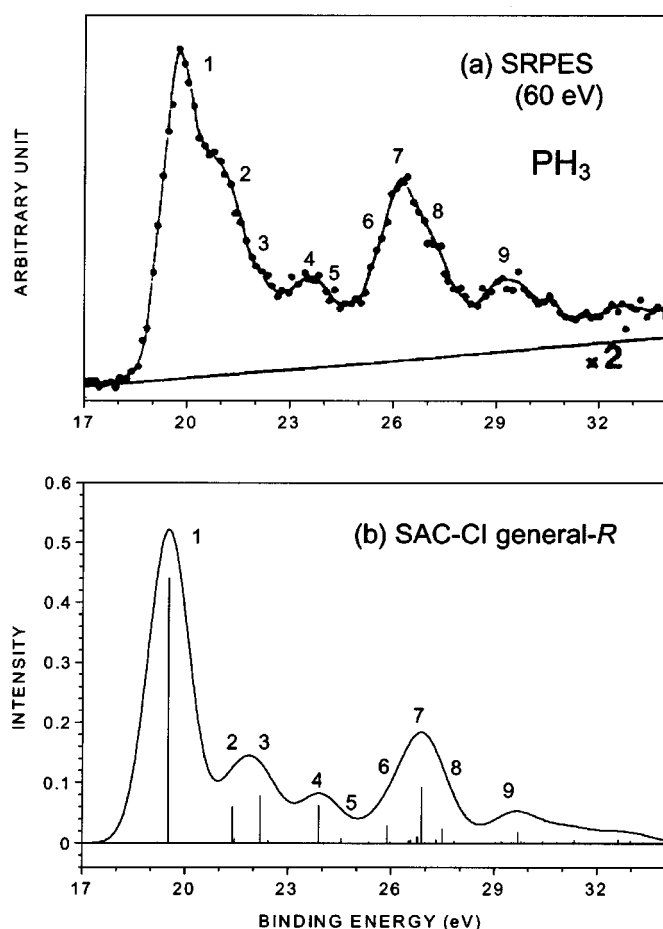 (a) SRPES
(60 eV)
PH₃
ARBITRARY UNIT
1
2
3
4
5
6
7
8
9
×2
17 20 23 26 29 32
0.6
0.5
0.4
0.3
0.2
0.1
0
(b) SAC-CI general-R
INTENSITY
1
2
3
4
5
6
7
8
9
17 20 23 26 29 32
BINDING ENERGY (eV)